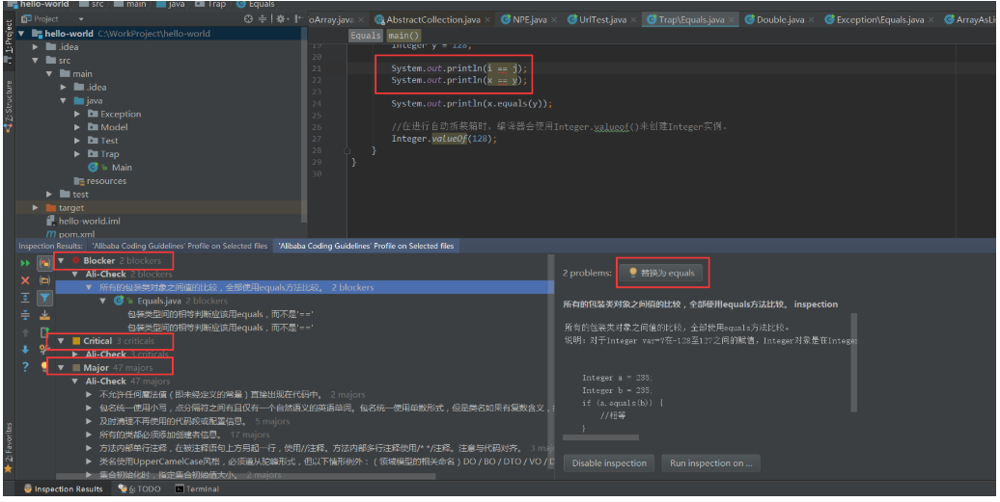 hello-world src main java Trap Equals
Project
oArray.java AbstractCollection.java NPE.java UrlTest.java Trap\Equals.java Double.java Exception\Equals.java ArrayAsLis
1: Project
Z: Structure
2: Favorites
hello-world C:\WorkProject\hello-world
.idea
src
main
.idea
java
Exception
Model
Test
Trap
Main
resources
test
target
hello-world.iml
pom.xml
Equals main()
19 Integer y = 128;
20
21 System.out.println(i == j);
22 System.out.println(x == y);
23
24 System.out.println(x.equals(y));
25
26 //在进行自动拆装箱时，编译器会使用Integer.valueof()来创建Integer实例。
27 Integer.valueOf(128);
28 }
29 }
30
Inspection Results: 'Alibaba Coding Guidelines' Profile on Selected files 'Alibaba Coding Guidelines' Profile on Selected files
Blocker 2 blockers
Ali-Check 2 blockers
所有的包装类对象之间值的比较，全部使用equals方法比较。 2 blockers
Equals.java 2 blockers
包装类型间的相等判断应该用equals，而不是'=='
包装类型间的相等判断应该用equals，而不是'=='
Critical 3 criticals
Ali-Check 3 criticals
Major 47 majors
Ali-Check 47 majors
不允许任何魔法值（即未经定义的常量）直接出现在代码中。 2 majors
包名统一使用小写，点分隔符之间有且仅有一个自然语义的英语单词。包名统一使用单数形式，但是类名如果有复数含义，
及时清理不再使用的代码段或配置信息。 5 majors
所有的类都必须添加创建者信息。 17 majors
方法内部单行注释，在被注释语句上方另起一行，使用//注释。方法内部多行注释使用/* */注释。注意与代码对齐。 3 maj
类名使用UpperCamelCase风格，必须遵从驼峰形式，但以下情形例外：（领域模型的相关命名）DO / BO / DTO / VO / D
集合初始化时，指定集合初始值大小。 2 majors
2 problems: 替换为 equals
所有的包装类对象之间值的比较，全部使用equals方法比较。 inspection
所有的包装类对象之间值的比较，全部使用equals方法比较。
说明：对于Integer var=?在-128至127之间的赋值，Integer对象是在Integer
Integer a = 235;
Integer b = 235;
if (a.equals(b)) {
//相等
}
Disable inspection Run inspection on ...
Inspection Results 6: TODO Terminal